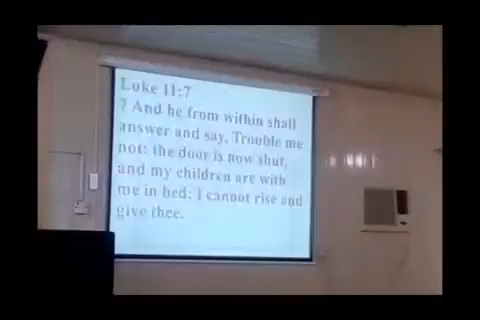 Luke 11:7
7 And he from within shall
answer and say, Trouble me
not: the door is now shut,
and my children are with
me in bed; I cannot rise and
give thee.